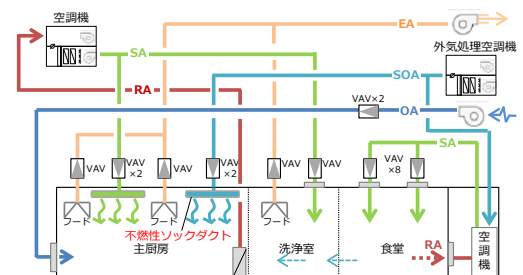 空調機
EA
外気処理空調機
SA
SOA
RA
VAV×2
OA
SA
VAV
VAV
×2
VAV
VAV
×2
VAV
VAV
VAV
×8
フード
フード
フード
不燃性ソックダクト
主厨房
洗浄室
食堂
RA
空調機